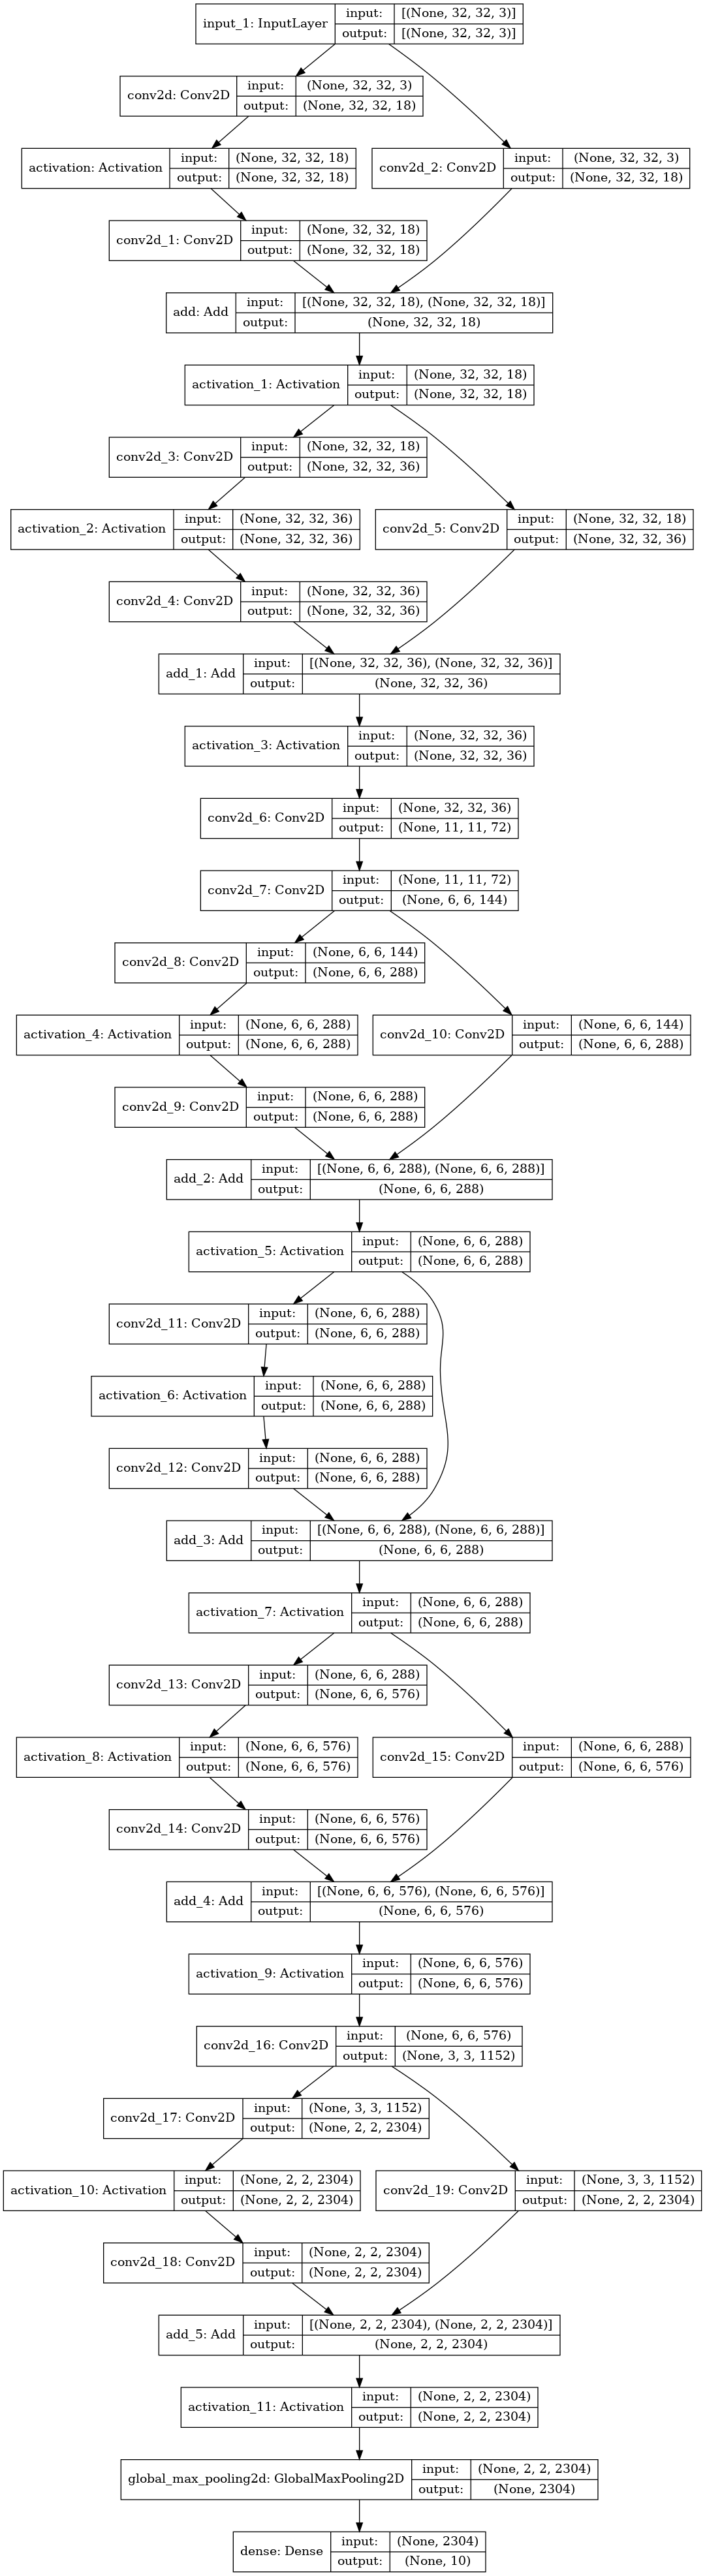 input_1: InputLayer
input: [(None, 32, 32, 3)]
output: [(None, 32, 32, 3)]
conv2d: Conv2D
input: (None, 32, 32, 3)
output: (None, 32, 32, 18)
activation: Activation
input: (None, 32, 32, 18)
output: (None, 32, 32, 18)
conv2d_2: Conv2D
input: (None, 32, 32, 3)
output: (None, 32, 32, 18)
conv2d_1: Conv2D
input: (None, 32, 32, 18)
output: (None, 32, 32, 18)
add: Add
input: [(None, 32, 32, 18), (None, 32, 32, 18)]
output: (None, 32, 32, 18)
activation_1: Activation
input: (None, 32, 32, 18)
output: (None, 32, 32, 18)
conv2d_3: Conv2D
input: (None, 32, 32, 18)
output: (None, 32, 32, 36)
activation_2: Activation
input: (None, 32, 32, 36)
output: (None, 32, 32, 36)
conv2d_5: Conv2D
input: (None, 32, 32, 18)
output: (None, 32, 32, 36)
conv2d_4: Conv2D
input: (None, 32, 32, 36)
output: (None, 32, 32, 36)
add_1: Add
input: [(None, 32, 32, 36), (None, 32, 32, 36)]
output: (None, 32, 32, 36)
activation_3: Activation
input: (None, 32, 32, 36)
output: (None, 32, 32, 36)
conv2d_6: Conv2D
input: (None, 32, 32, 36)
output: (None, 11, 11, 72)
conv2d_7: Conv2D
input: (None, 11, 11, 72)
output: (None, 6, 6, 144)
conv2d_8: Conv2D
input: (None, 6, 6, 144)
output: (None, 6, 6, 288)
activation_4: Activation
input: (None, 6, 6, 288)
output: (None, 6, 6, 288)
conv2d_10: Conv2D
input: (None, 6, 6, 144)
output: (None, 6, 6, 288)
conv2d_9: Conv2D
input: (None, 6, 6, 288)
output: (None, 6, 6, 288)
add_2: Add
input: [(None, 6, 6, 288), (None, 6, 6, 288)]
output: (None, 6, 6, 288)
activation_5: Activation
input: (None, 6, 6, 288)
output: (None, 6, 6, 288)
conv2d_11: Conv2D
input: (None, 6, 6, 288)
output: (None, 6, 6, 288)
activation_6: Activation
input: (None, 6, 6, 288)
output: (None, 6, 6, 288)
conv2d_12: Conv2D
input: (None, 6, 6, 288)
output: (None, 6, 6, 288)
add_3: Add
input: [(None, 6, 6, 288), (None, 6, 6, 288)]
output: (None, 6, 6, 288)
activation_7: Activation
input: (None, 6, 6, 288)
output: (None, 6, 6, 288)
conv2d_13: Conv2D
input: (None, 6, 6, 288)
output: (None, 6, 6, 576)
activation_8: Activation
input: (None, 6, 6, 576)
output: (None, 6, 6, 576)
conv2d_15: Conv2D
input: (None, 6, 6, 288)
output: (None, 6, 6, 576)
conv2d_14: Conv2D
input: (None, 6, 6, 576)
output: (None, 6, 6, 576)
add_4: Add
input: [(None, 6, 6, 576), (None, 6, 6, 576)]
output: (None, 6, 6, 576)
activation_9: Activation
input: (None, 6, 6, 576)
output: (None, 6, 6, 576)
conv2d_16: Conv2D
input: (None, 6, 6, 576)
output: (None, 3, 3, 1152)
conv2d_17: Conv2D
input: (None, 3, 3, 1152)
output: (None, 2, 2, 2304)
activation_10: Activation
input: (None, 2, 2, 2304)
output: (None, 2, 2, 2304)
conv2d_19: Conv2D
input: (None, 3, 3, 1152)
output: (None, 2, 2, 2304)
conv2d_18: Conv2D
input: (None, 2, 2, 2304)
output: (None, 2, 2, 2304)
add_5: Add
input: [(None, 2, 2, 2304), (None, 2, 2, 2304)]
output: (None, 2, 2, 2304)
activation_11: Activation
input: (None, 2, 2, 2304)
output: (None, 2, 2, 2304)
global_max_pooling2d: GlobalMaxPooling2D
input: (None, 2, 2, 2304)
output: (None, 2304)
dense: Dense
input: (None, 2304)
output: (None, 10)